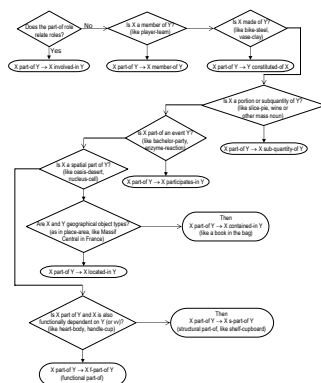 Does the part-of role
relate roles?
No
Yes
X part-of Y → X involved-in Y
Is X a member of Y?
(like player-team)
X part-of Y → X member-of Y
Is X made of Y?
(like bike-steel,
vase-clay)
X part-of Y → Y constituted-of X
Is X a portion or subquantity of Y?
(like slice-pie, wine or
other mass noun)
X part-of Y → X sub-quantity-of Y
Is X part-of an event Y?
(like bachelor-party,
enzyme-reaction)
X part-of Y → X participates-in Y
Is X a spatial part of Y?
(like oasis-desert,
nucleus-cell)
Are X and Y geographical object types?
(as in place-area, like Massif
Central in France)
Then
X part-of Y → X contained-in Y
(like a book in the bag)
X part-of Y → X located-in Y
Is X part-of Y and X is also
functionally dependent on Y (or vv)?
(like heart-body, handle-cup)
Then
X part-of Y → X s-part-of Y
(structural part-of, like shelf-cupboard)
X part-of Y → X f-part-of Y
(functional part-of)